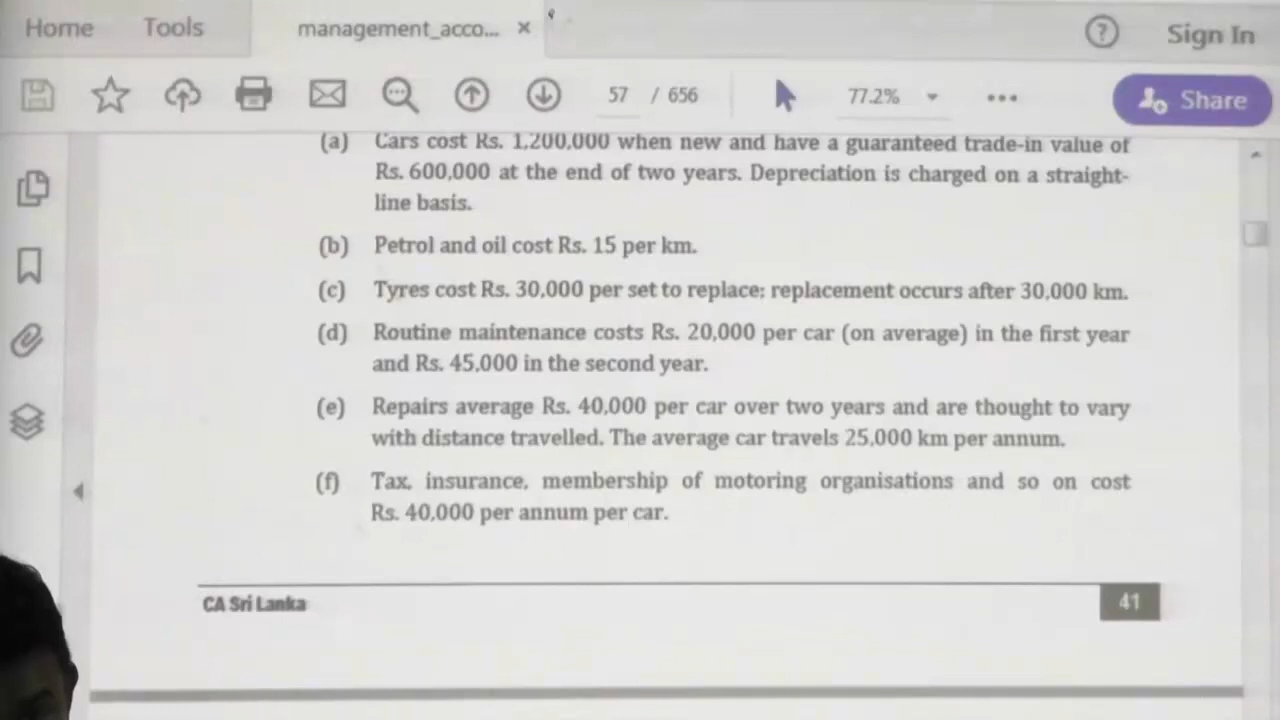 Home Tools management_acco... ×
? Sign In
57 / 656 77.2% Share
(a) Cars cost Rs. 1,200,000 when new and have a guaranteed trade-in value of
Rs. 600,000 at the end of two years. Depreciation is charged on a straight-
line basis.
(b) Petrol and oil cost Rs. 15 per km.
(c) Tyres cost Rs. 30,000 per set to replace; replacement occurs after 30,000 km.
(d) Routine maintenance costs Rs. 20,000 per car (on average) in the first year
and Rs. 45,000 in the second year.
(e) Repairs average Rs. 40,000 per car over two years and are thought to vary
with distance travelled. The average car travels 25,000 km per annum.
(f) Tax, insurance, membership of motoring organisations and so on cost
Rs. 40,000 per annum per car.
CA Sri Lanka 41